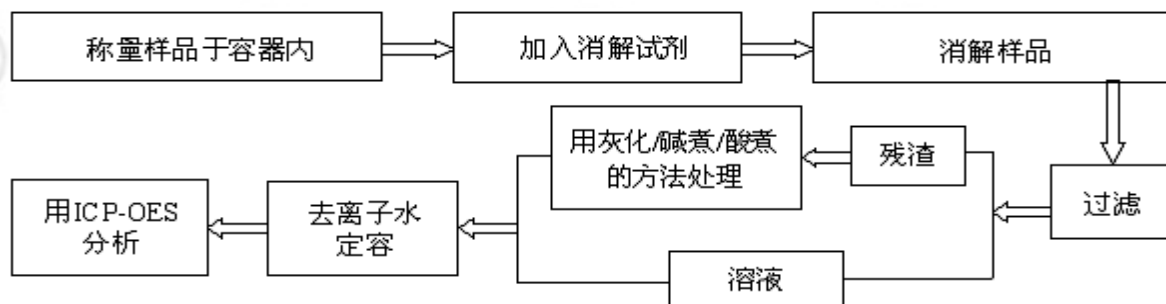 称量样品于容器内
加入消解试剂
消解样品
过滤
残渣
用灰化/碱煮/酸煮
的方法处理
溶液
去离子水
定容
用ICP-OES
分析